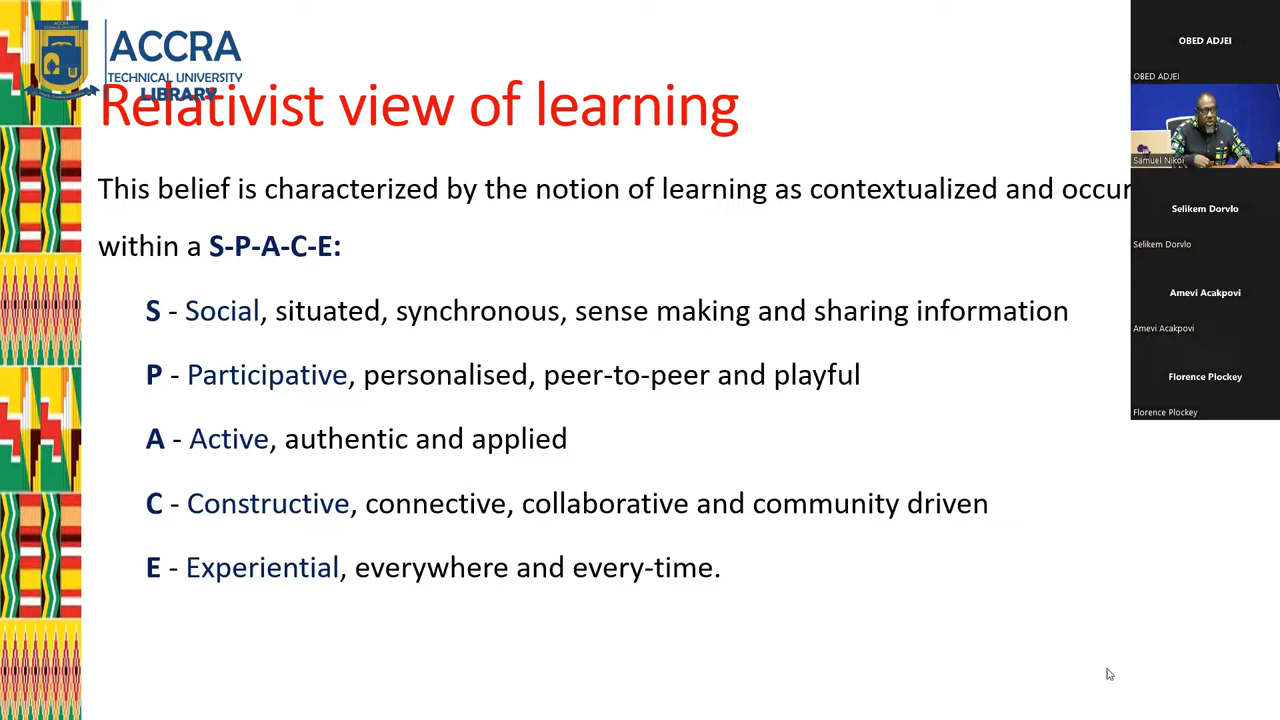 ACCRA
TECHNICAL UNIVERSITY
LIBRARY
Relativist view of learning
This belief is characterized by the notion of learning as contextualized and occur
within a S-P-A-C-E:
S - Social, situated, synchronous, sense making and sharing information
P - Participative, personalised, peer-to-peer and playful
A - Active, authentic and applied
C - Constructive, connective, collaborative and community driven
E - Experiential, everywhere and every-time.
OBED ADJEI
OBED ADJEI
Samuel Nikoi
Selikem Dorvlo
Selikem Dorvlo
Amevi Acakpovi
Amevi Acakpovi
Florence Plockey
Florence Plockey